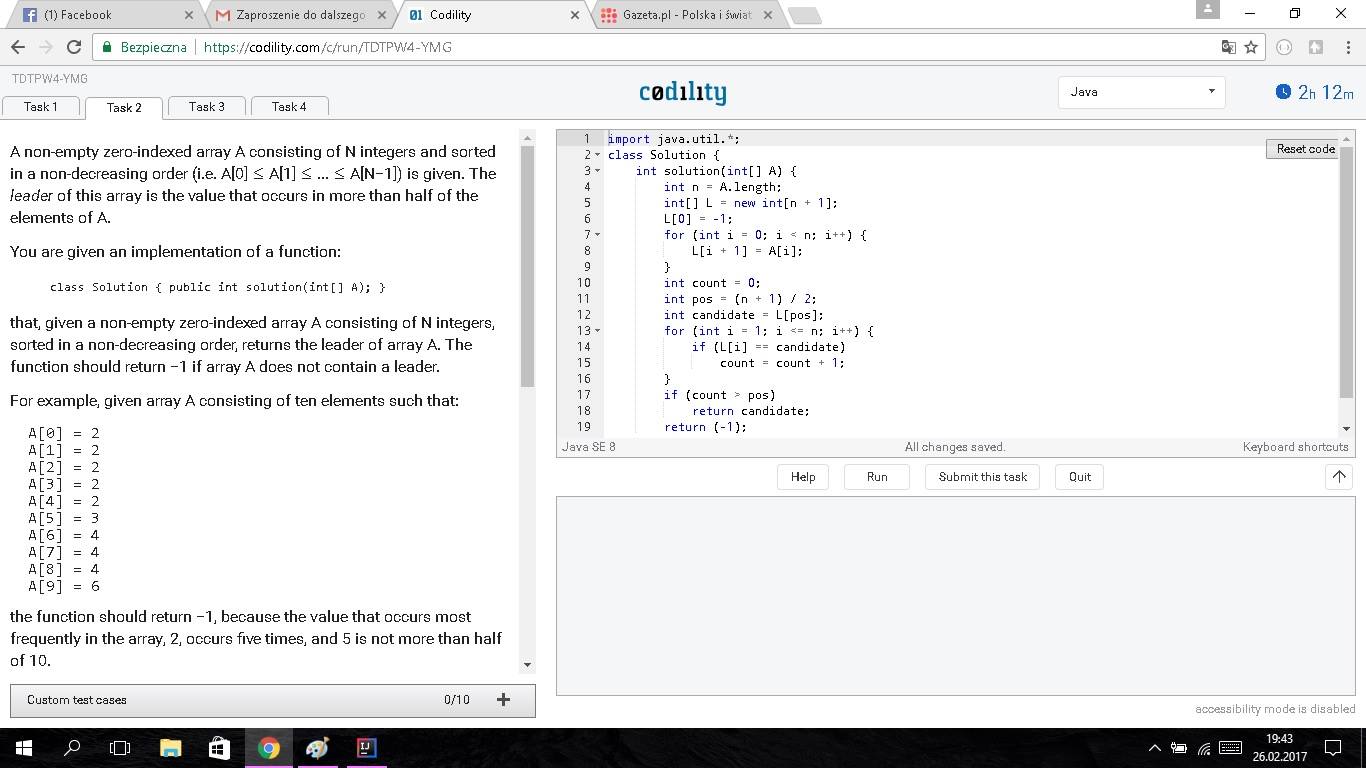 (1) Facebook
Zaproszenie do dalszego
Codility
Gazeta.pl - Polska i świat
Bezpieczna
https://codility.com/c/run/TDTPW4-YMG
TDTPW4-YMG
Task 1
Task 2
Task 3
Task 4
codility
Java
2h 12m
A non-empty zero-indexed array A consisting of N integers and sorted
in a non-decreasing order (i.e. A[0] ≤ A[1] ≤ ... ≤ A[N−1]) is given. The
leader of this array is the value that occurs in more than half of the
elements of A.
You are given an implementation of a function:
class Solution { public int solution(int[] A); }
that, given a non-empty zero-indexed array A consisting of N integers,
sorted in a non-decreasing order, returns the leader of array A. The
function should return −1 if array A does not contain a leader.
For example, given array A consisting of ten elements such that:
A[0] = 2
A[1] = 2
A[2] = 2
A[3] = 2
A[4] = 2
A[5] = 3
A[6] = 4
A[7] = 4
A[8] = 4
A[9] = 6
the function should return −1, because the value that occurs most
frequently in the array, 2, occurs five times, and 5 is not more than half
of 10.
Custom test cases
0/10
+
Reset code
1 import java.util.*;
2 class Solution {
3 int solution(int[] A) {
4 int n = A.length;
5 int[] L = new int[n + 1];
6 L[0] = -1;
7 for (int i = 0; i < n; i++) {
8 L[i + 1] = A[i];
9 }
10 int count = 0;
11 int pos = (n + 1) / 2;
12 int candidate = L[pos];
13 for (int i = 1; i <= n; i++) {
14 if (L[i] == candidate)
15 count = count + 1;
16 }
17 if (count > pos)
18 return candidate;
19 return (-1);
Java SE 8
All changes saved.
Keyboard shortcuts
Help
Run
Submit this task
Quit
accessibility mode is disabled
19:43
26.02.2017